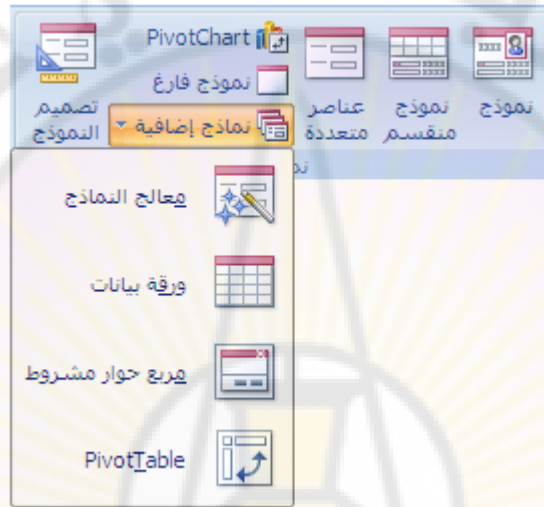 نموذج
نموذج منقسم
عناصر متعددة
PivotChart
نموذج فارغ
نماذج إضافية
تصميم النموذج
معالج النماذج
ورقة بيانات
مربع حوار مشروط
PivotTable